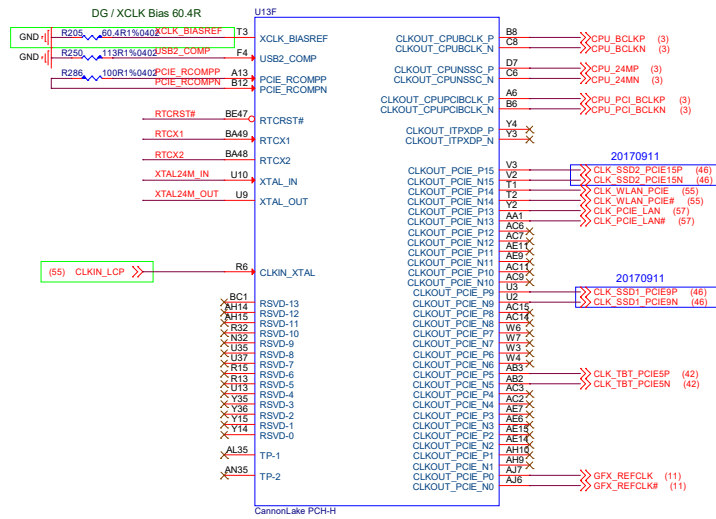 DG / XCLK Bias 60.4R
U13F
GND R205 60.4R1%0402 XCLK_BIASREF T3 XCLK_BIASREF
GND R250 113R1%0402 USB2_COMP F4 USB2_COMP
R286 100R1%0402 PCIE_RCOMPP A13 PCIE_RCOMPP
PCIE_RCOMPN B12 PCIE_RCOMPN
RTCRST# BE47 RTCRST#
RTCX1 BA49 RTCX1
RTCX2 BA48 RTCX2
XTAL24M_IN U10 XTAL_IN
XTAL24M_OUT U9 XTAL_OUT
(55) CLKIN_LCP R6 CLKIN_XTAL
BC1 RSVD-13
AH14 RSVD-12
AH15 RSVD-11
R32 RSVD-10
N32 RSVD-9
U35 RSVD-8
U37 RSVD-7
R15 RSVD-6
R13 RSVD-5
U13 RSVD-4
Y35 RSVD-3
Y36 RSVD-2
Y15 RSVD-1
Y14 RSVD-0
AL35 TP-1
AN35 TP-2
CLKOUT_CPUBCLK_P B8 CPU_BCLKP (3)
CLKOUT_CPUBCLK_N C8 CPU_BCLKN (3)
CLKOUT_CPUNSSC_P D7 CPU_24MP (3)
CLKOUT_CPUNSSC_N C6 CPU_24MN (3)
CLKOUT_CPUPCIBCLK_P A6 CPU_PCI_BCLKP (3)
CLKOUT_CPUPCIBCLK_N B6 CPU_PCI_BCLKN (3)
CLKOUT_ITPXDP_P Y4
CLKOUT_ITPXDP_N Y3
20170911
CLKOUT_PCIE_P15 V3 CLK_SSD2_PCIE15P (46)
CLKOUT_PCIE_N15 V2 CLK_SSD2_PCIE15N (46)
CLKOUT_PCIE_P14 T1 CLK_WLAN_PCIE (55)
CLKOUT_PCIE_N14 T2 CLK_WLAN_PCIE# (55)
CLKOUT_PCIE_P13 Y2 CLK_PCIE_LAN (57)
CLKOUT_PCIE_N13 AA1 CLK_PCIE_LAN# (57)
CLKOUT_PCIE_P12 AC6
CLKOUT_PCIE_N12 AC7
CLKOUT_PCIE_P11 AE11
CLKOUT_PCIE_N11 AE9
CLKOUT_PCIE_P10 AC11
CLKOUT_PCIE_N10 AC9
20170911
CLKOUT_PCIE_P9 U3 CLK_SSD1_PCIE9P (46)
CLKOUT_PCIE_N9 U2 CLK_SSD1_PCIE9N (46)
CLKOUT_PCIE_P8 AC15
CLKOUT_PCIE_N8 AC14
CLKOUT_PCIE_P7 W6
CLKOUT_PCIE_N7 W7
CLKOUT_PCIE_P6 W3
CLKOUT_PCIE_N6 W4
CLKOUT_PCIE_P5 AB3 CLK_TBT_PCIE5P (42)
CLKOUT_PCIE_N5 AB2 CLK_TBT_PCIE5N (42)
CLKOUT_PCIE_P4 AC3
CLKOUT_PCIE_N4 AC2
CLKOUT_PCIE_P3 AE7
CLKOUT_PCIE_N3 AE6
CLKOUT_PCIE_P2 AE15
CLKOUT_PCIE_N2 AE14
CLKOUT_PCIE_P1 AH10
CLKOUT_PCIE_N1 AH9
CLKOUT_PCIE_P0 AJ7 GFX_REFCLK (11)
CLKOUT_PCIE_N0 AJ6 GFX_REFCLK# (11)
CannonLake PCH-H